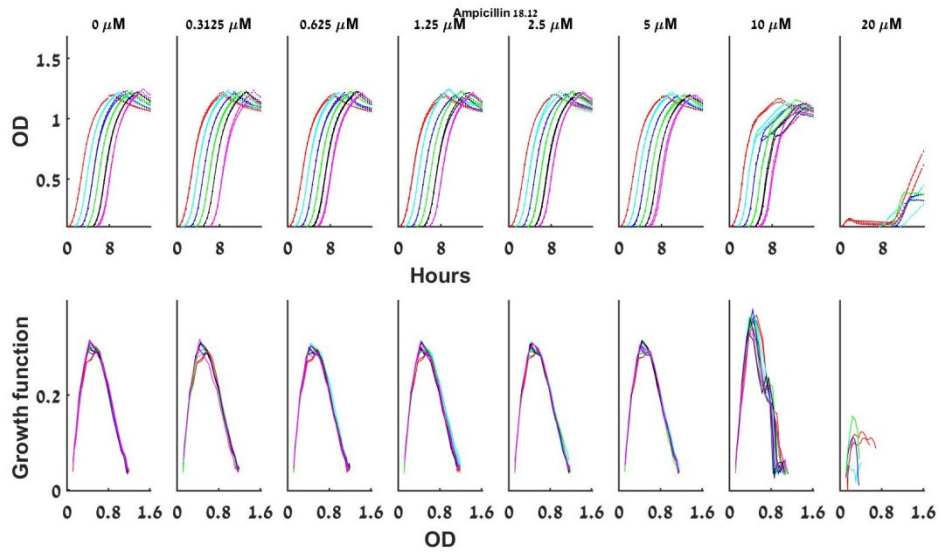 Ampicillin 18.12
0 µM 0.3125 µM 0.625 µM 1.25 µM 2.5 µM 5 µM 10 µM 20 µM
OD
1.5
1
0.5
0 8 0 8 0 8 0 8 0 8 0 8 0 8 0 8
Hours
Growth function
0.2
0
0 0.8 1.6 0 0.8 1.6 0 0.8 1.6 0 0.8 1.6 0 0.8 1.6 0 0.8 1.6 0 0.8 1.6 0 0.8 1.6
OD